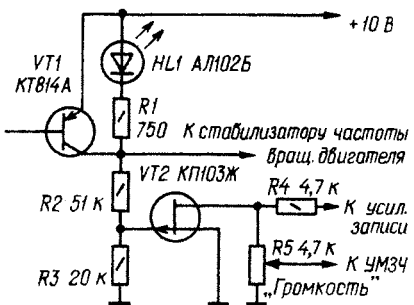 +10 В
VT1
КТ814А
HL1 АЛ102Б
R1
750
К стабилизатору частоты
вращ. двигателя
VT2 КП103Ж
R2 51 к
R4 4,7 к
К усил.
записи
R3 20 к
R5 4,7 к
К УМЗЧ
„Громкость"